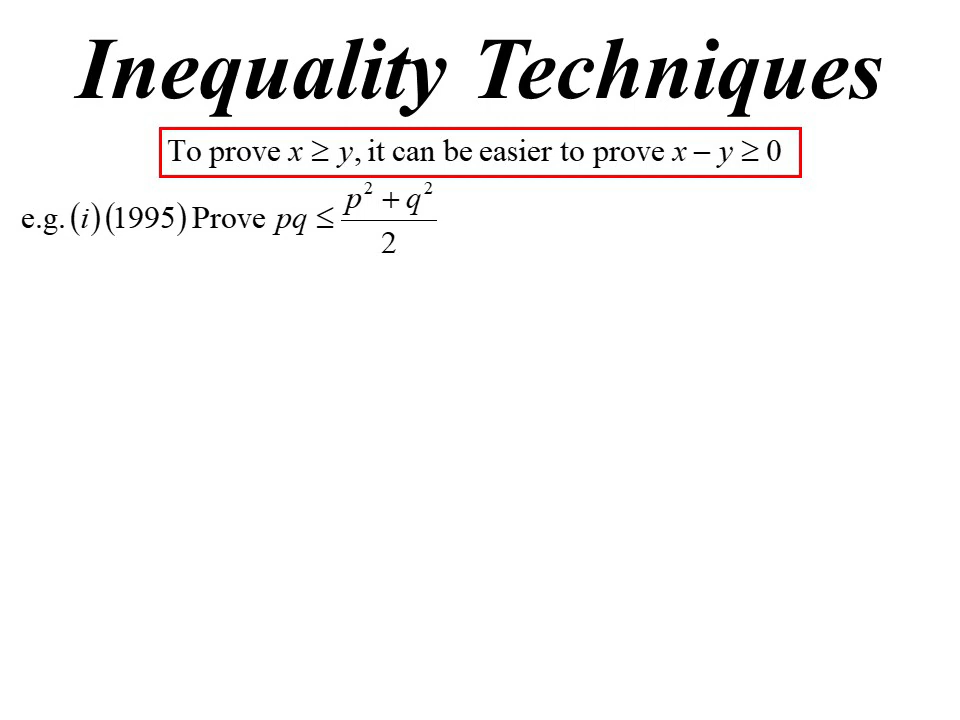 Inequality Techniques
To prove x ≥ y, it can be easier to prove x − y ≥ 0
e.g. (i) (1995) Prove pq ≤ (p² + q²)/2